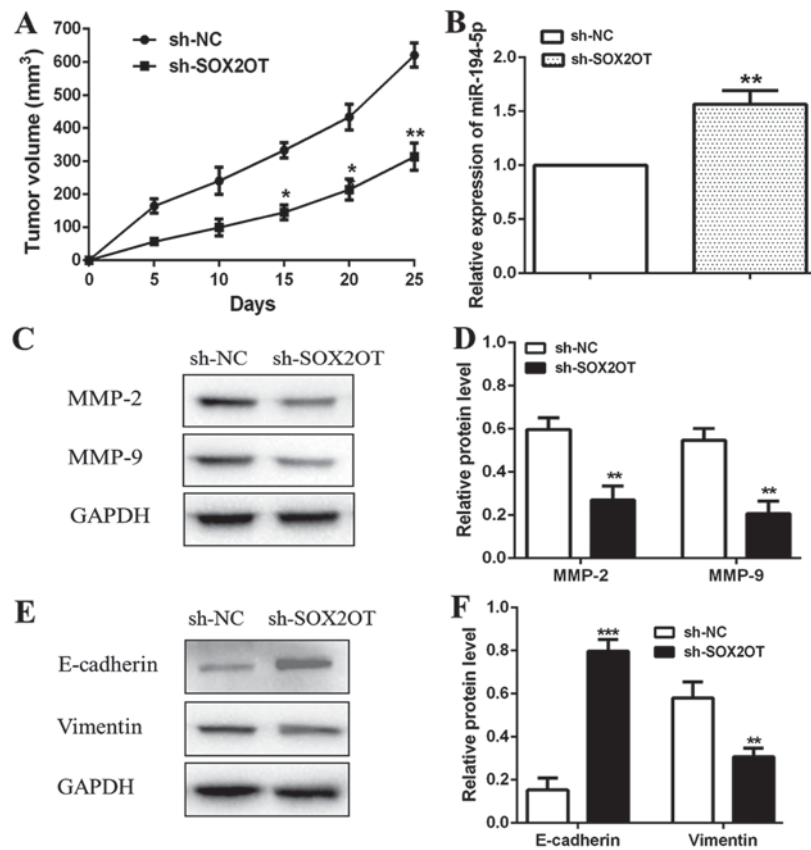 A
Tumor volume (mm³)
700
600
500
400
300
200
100
0
sh-NC
sh-SOX2OT
*
*
**
0
5
10
15
20
25
Days
B
Relative expression of miR-194-5p
2.0
1.5
1.0
0.5
0.0
sh-NC
sh-SOX2OT
**
C
sh-NC sh-SOX2OT
MMP-2
MMP-9
GAPDH
D
Relative protein level
1.0
0.8
0.6
0.4
0.2
0.0
sh-NC
sh-SOX2OT
**
**
MMP-2
MMP-9
E
sh-NC sh-SOX2OT
E-cadherin
Vimentin
GAPDH
F
Relative protein level
1.0
0.8
0.6
0.4
0.2
0.0
sh-NC
sh-SOX2OT
***
**
E-cadherin
Vimentin